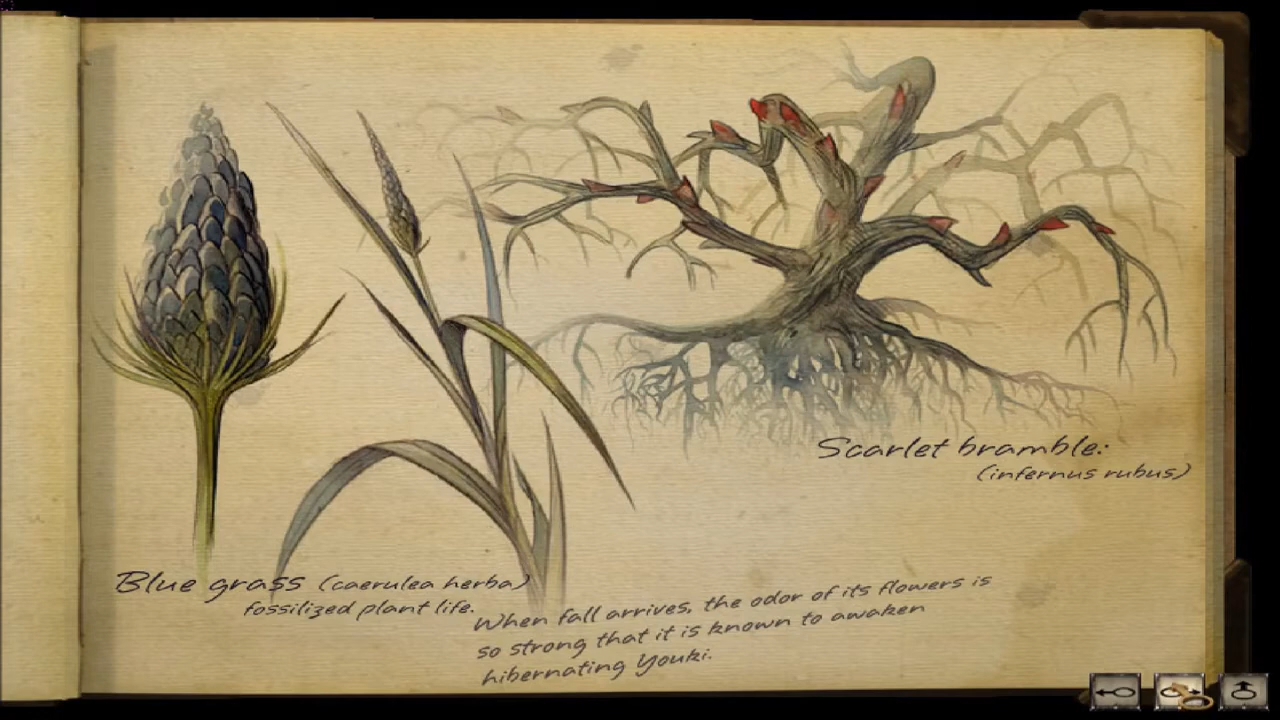 Scarlet bramble:
(infernus rubus)
Blue grass (caerulea herba)
fossilized plant life.
When fall arrives, the odor of its flowers is
so strong that it is known to awaken
hibernating Youki.